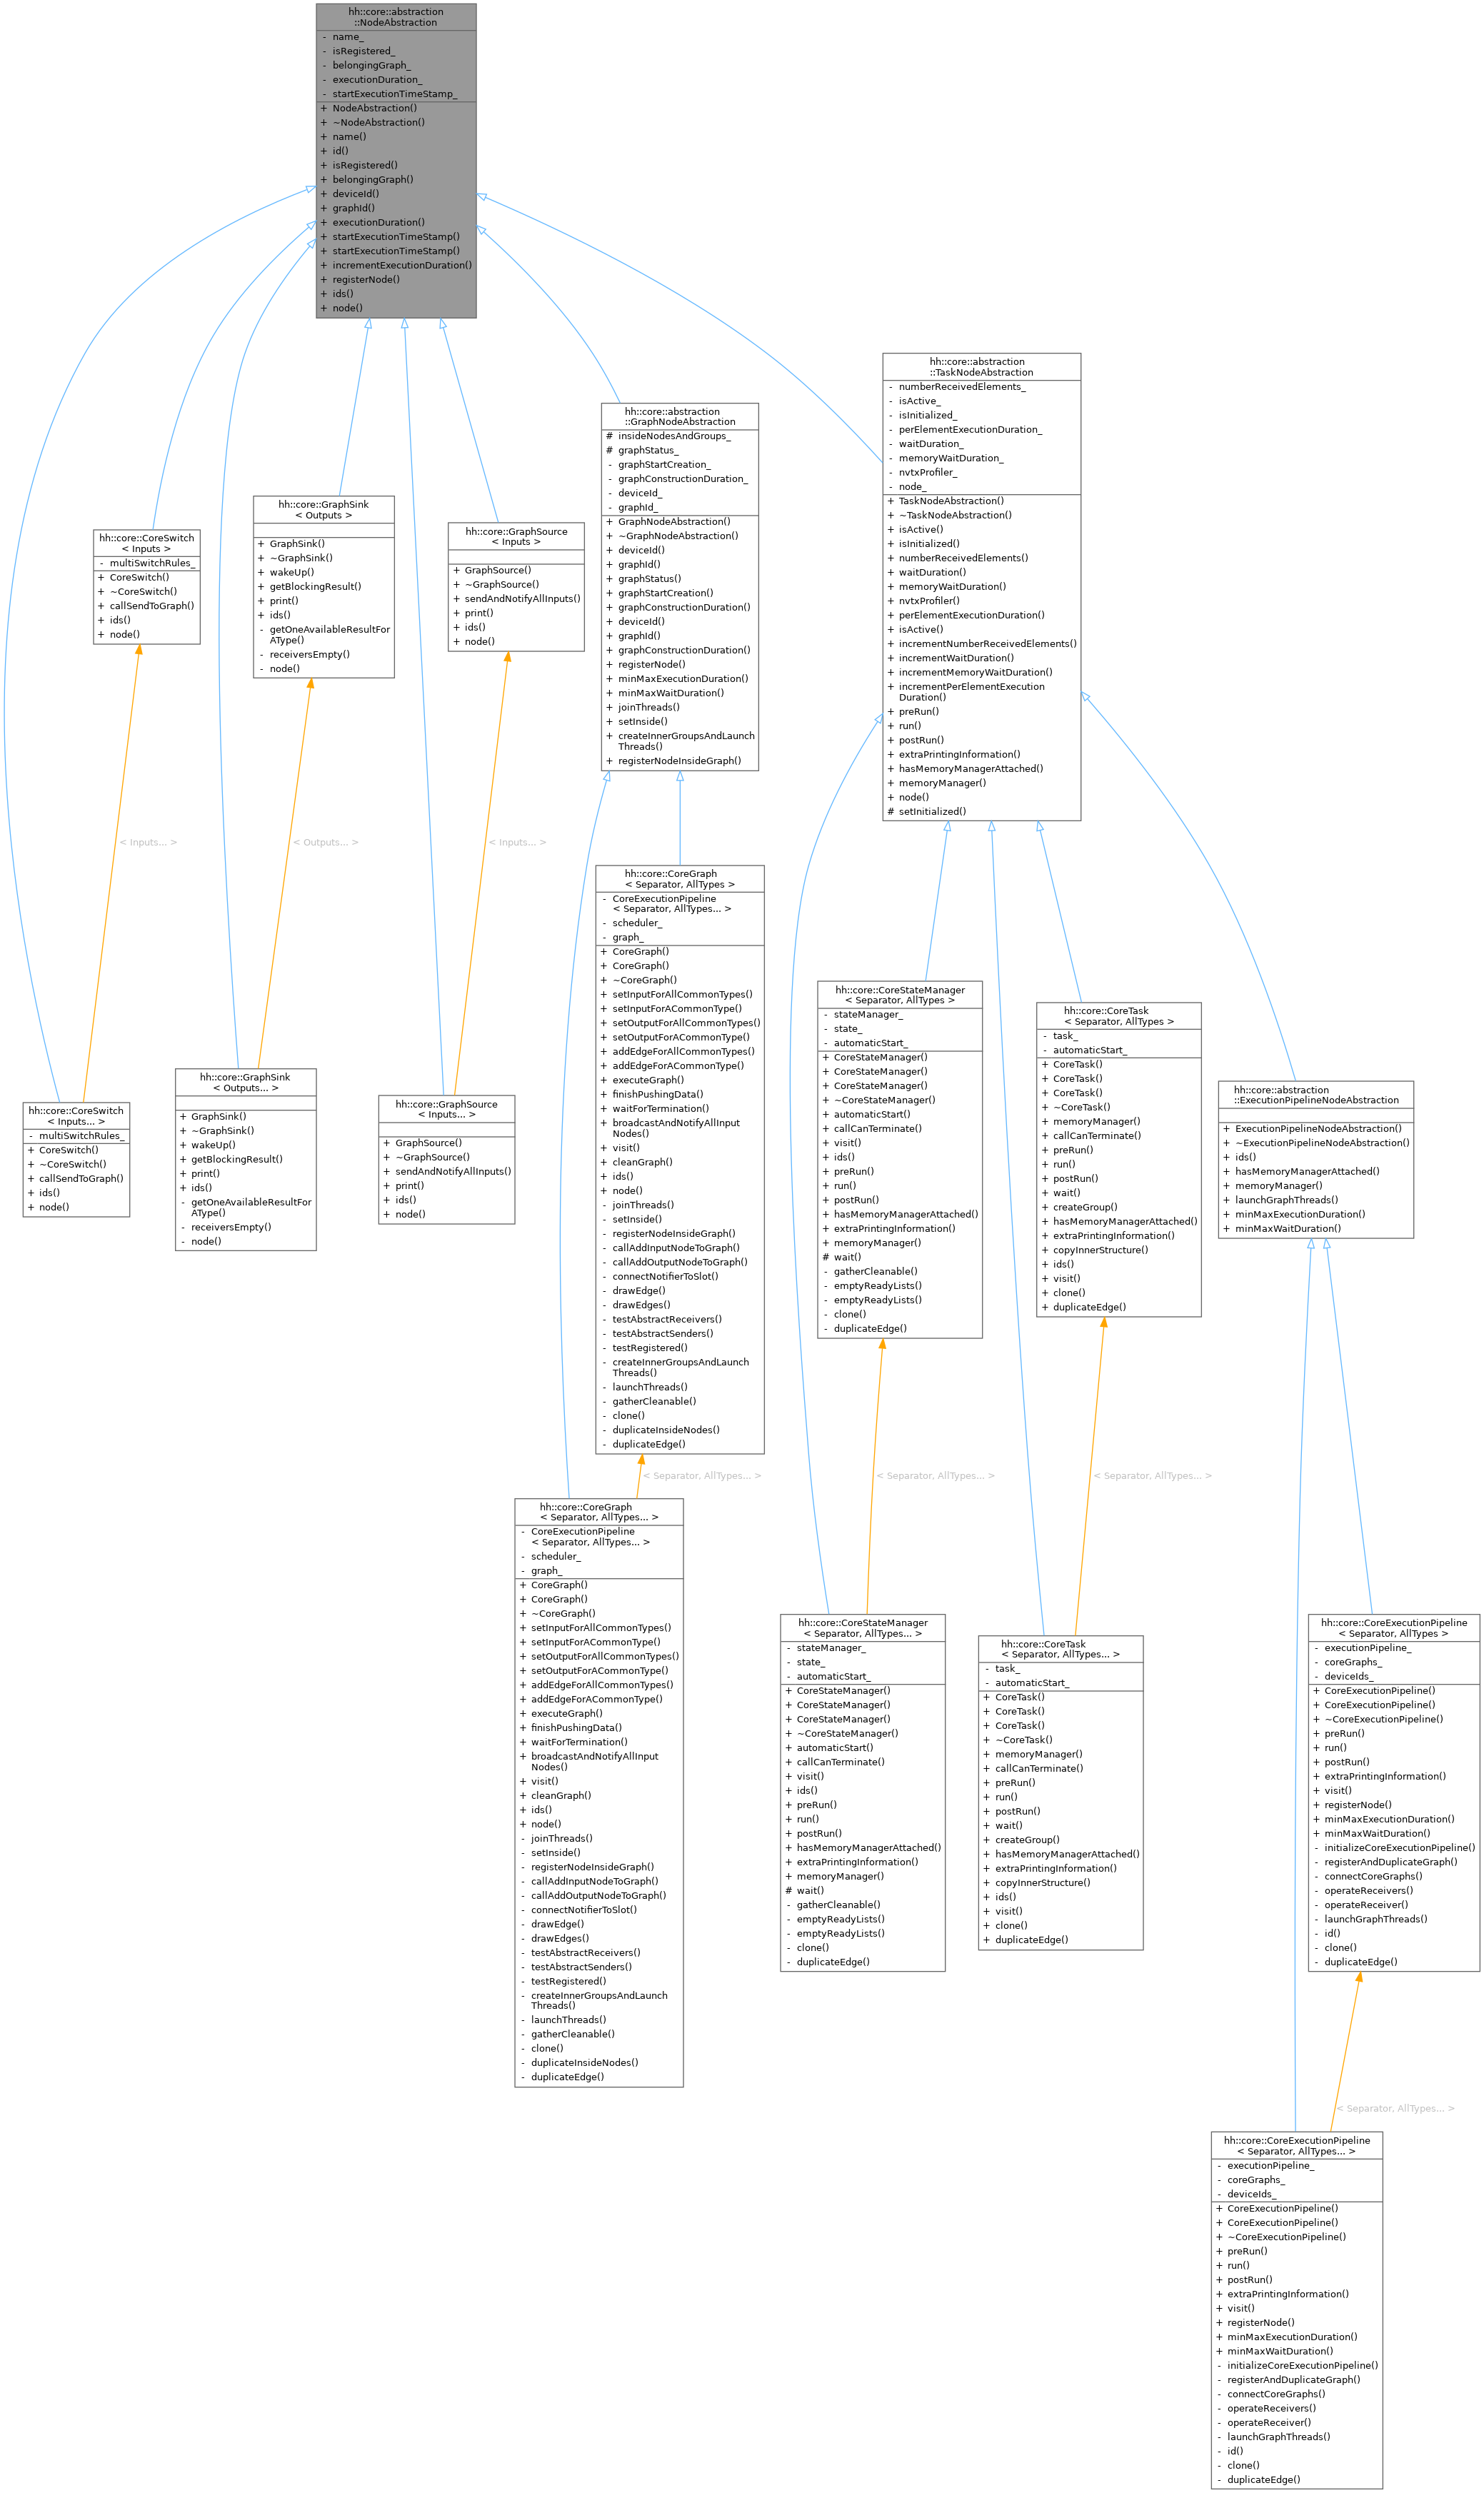 hh::core::abstraction
::NodeAbstraction
- name_
- isRegistered_
- belongingGraph_
- executionDuration_
- startExecutionTimeStamp_
+ NodeAbstraction()
+ ~NodeAbstraction()
+ name()
+ id()
+ isRegistered()
+ belongingGraph()
+ deviceId()
+ graphId()
+ executionDuration()
+ startExecutionTimeStamp()
+ startExecutionTimeStamp()
+ incrementExecutionDuration()
+ registerNode()
+ ids()
+ node()
hh::core::abstraction
::TaskNodeAbstraction
- numberReceivedElements_
- isActive_
- isInitialized_
- perElementExecutionDuration_
- waitDuration_
- memoryWaitDuration_
- nvtxProfiler_
- node_
+ TaskNodeAbstraction()
+ ~TaskNodeAbstraction()
+ isActive()
+ isInitialized()
+ numberReceivedElements()
+ waitDuration()
+ memoryWaitDuration()
+ nvtxProfiler()
+ perElementExecutionDuration()
+ isActive()
+ incrementNumberReceivedElements()
+ incrementWaitDuration()
+ incrementMemoryWaitDuration()
+ incrementPerElementExecution
Duration()
+ preRun()
+ run()
+ postRun()
+ extraPrintingInformation()
+ hasMemoryManagerAttached()
+ memoryManager()
+ node()
# setInitialized()
hh::core::abstraction
::GraphNodeAbstraction
# insideNodesAndGroups_
# graphStatus_
- graphStartCreation_
- graphConstructionDuration_
- deviceId_
- graphId_
+ GraphNodeAbstraction()
+ ~GraphNodeAbstraction()
+ deviceId()
+ graphId()
+ graphStatus()
+ graphStartCreation()
+ graphConstructionDuration()
+ deviceId()
+ graphId()
+ graphConstructionDuration()
+ registerNode()
+ minMaxExecutionDuration()
+ minMaxWaitDuration()
+ joinThreads()
+ setInside()
+ createInnerGroupsAndLaunch
Threads()
+ registerNodeInsideGraph()
hh::core::GraphSink
< Outputs >
+ GraphSink()
+ ~GraphSink()
+ wakeUp()
+ getBlockingResult()
+ print()
+ ids()
- getOneAvailableResultFor
AType()
- receiversEmpty()
- node()
hh::core::GraphSource
< Inputs >
+ GraphSource()
+ ~GraphSource()
+ sendAndNotifyAllInputs()
+ print()
+ ids()
+ node()
hh::core::CoreSwitch
< Inputs >
- multiSwitchRules_
+ CoreSwitch()
+ ~CoreSwitch()
+ callSendToGraph()
+ ids()
+ node()
< Inputs... >
< Outputs... >
< Inputs... >
hh::core::CoreGraph
< Separator, AllTypes >
- CoreExecutionPipeline
< Separator, AllTypes... >
- scheduler_
- graph_
+ CoreGraph()
+ CoreGraph()
+ ~CoreGraph()
+ setInputForAllCommonTypes()
+ setInputForACommonType()
+ setOutputForAllCommonTypes()
+ setOutputForACommonType()
+ addEdgeForAllCommonTypes()
+ addEdgeForACommonType()
+ executeGraph()
+ finishPushingData()
+ waitForTermination()
+ broadcastAndNotifyAllInput
Nodes()
+ visit()
+ cleanGraph()
+ ids()
+ node()
- joinThreads()
- setInside()
- registerNodeInsideGraph()
- callAddInputNodeToGraph()
- callAddOutputNodeToGraph()
- connectNotifierToSlot()
- drawEdge()
- drawEdges()
- testAbstractReceivers()
- testAbstractSenders()
- testRegistered()
- createInnerGroupsAndLaunch
Threads()
- launchThreads()
- gatherCleanable()
- clone()
- duplicateInsideNodes()
- duplicateEdge()
hh::core::CoreStateManager
< Separator, AllTypes >
- stateManager_
- state_
- automaticStart_
+ CoreStateManager()
+ CoreStateManager()
+ CoreStateManager()
+ ~CoreStateManager()
+ automaticStart()
+ callCanTerminate()
+ visit()
+ ids()
+ preRun()
+ run()
+ postRun()
+ hasMemoryManagerAttached()
+ extraPrintingInformation()
+ memoryManager()
# wait()
- gatherCleanable()
- emptyReadyLists()
- emptyReadyLists()
- clone()
- duplicateEdge()
hh::core::CoreTask
< Separator, AllTypes >
- task_
- automaticStart_
+ CoreTask()
+ CoreTask()
+ CoreTask()
+ ~CoreTask()
+ memoryManager()
+ callCanTerminate()
+ preRun()
+ run()
+ postRun()
+ wait()
+ createGroup()
+ hasMemoryManagerAttached()
+ extraPrintingInformation()
+ copyInnerStructure()
+ ids()
+ visit()
+ clone()
+ duplicateEdge()
hh::core::abstraction
::ExecutionPipelineNodeAbstraction
+ ExecutionPipelineNodeAbstraction()
+ ~ExecutionPipelineNodeAbstraction()
+ ids()
+ hasMemoryManagerAttached()
+ memoryManager()
+ launchGraphThreads()
+ minMaxExecutionDuration()
+ minMaxWaitDuration()
hh::core::CoreSwitch
< Inputs... >
- multiSwitchRules_
+ CoreSwitch()
+ ~CoreSwitch()
+ callSendToGraph()
+ ids()
+ node()
hh::core::GraphSink
< Outputs... >
+ GraphSink()
+ ~GraphSink()
+ wakeUp()
+ getBlockingResult()
+ print()
+ ids()
- getOneAvailableResultFor
AType()
- receiversEmpty()
- node()
hh::core::GraphSource
< Inputs... >
+ GraphSource()
+ ~GraphSource()
+ sendAndNotifyAllInputs()
+ print()
+ ids()
+ node()
< Separator, AllTypes... >
< Separator, AllTypes... >
< Separator, AllTypes... >
hh::core::CoreGraph
< Separator, AllTypes... >
- CoreExecutionPipeline
< Separator, AllTypes... >
- scheduler_
- graph_
+ CoreGraph()
+ CoreGraph()
+ ~CoreGraph()
+ setInputForAllCommonTypes()
+ setInputForACommonType()
+ setOutputForAllCommonTypes()
+ setOutputForACommonType()
+ addEdgeForAllCommonTypes()
+ addEdgeForACommonType()
+ executeGraph()
+ finishPushingData()
+ waitForTermination()
+ broadcastAndNotifyAllInput
Nodes()
+ visit()
+ cleanGraph()
+ ids()
+ node()
- joinThreads()
- setInside()
- registerNodeInsideGraph()
- callAddInputNodeToGraph()
- callAddOutputNodeToGraph()
- connectNotifierToSlot()
- drawEdge()
- drawEdges()
- testAbstractReceivers()
- testAbstractSenders()
- testRegistered()
- createInnerGroupsAndLaunch
Threads()
- launchThreads()
- gatherCleanable()
- clone()
- duplicateInsideNodes()
- duplicateEdge()
hh::core::CoreStateManager
< Separator, AllTypes... >
- stateManager_
- state_
- automaticStart_
+ CoreStateManager()
+ CoreStateManager()
+ CoreStateManager()
+ ~CoreStateManager()
+ automaticStart()
+ callCanTerminate()
+ visit()
+ ids()
+ preRun()
+ run()
+ postRun()
+ hasMemoryManagerAttached()
+ extraPrintingInformation()
+ memoryManager()
# wait()
- gatherCleanable()
- emptyReadyLists()
- emptyReadyLists()
- clone()
- duplicateEdge()
hh::core::CoreTask
< Separator, AllTypes... >
- task_
- automaticStart_
+ CoreTask()
+ CoreTask()
+ CoreTask()
+ ~CoreTask()
+ memoryManager()
+ callCanTerminate()
+ preRun()
+ run()
+ postRun()
+ wait()
+ createGroup()
+ hasMemoryManagerAttached()
+ extraPrintingInformation()
+ copyInnerStructure()
+ ids()
+ visit()
+ clone()
+ duplicateEdge()
hh::core::CoreExecutionPipeline
< Separator, AllTypes >
- executionPipeline_
- coreGraphs_
- deviceIds_
+ CoreExecutionPipeline()
+ CoreExecutionPipeline()
+ ~CoreExecutionPipeline()
+ preRun()
+ run()
+ postRun()
+ extraPrintingInformation()
+ visit()
+ registerNode()
+ minMaxExecutionDuration()
+ minMaxWaitDuration()
- initializeCoreExecutionPipeline()
- registerAndDuplicateGraph()
- connectCoreGraphs()
- operateReceivers()
- operateReceiver()
- launchGraphThreads()
- id()
- clone()
- duplicateEdge()
< Separator, AllTypes... >
hh::core::CoreExecutionPipeline
< Separator, AllTypes... >
- executionPipeline_
- coreGraphs_
- deviceIds_
+ CoreExecutionPipeline()
+ CoreExecutionPipeline()
+ ~CoreExecutionPipeline()
+ preRun()
+ run()
+ postRun()
+ extraPrintingInformation()
+ visit()
+ registerNode()
+ minMaxExecutionDuration()
+ minMaxWaitDuration()
- initializeCoreExecutionPipeline()
- registerAndDuplicateGraph()
- connectCoreGraphs()
- operateReceivers()
- operateReceiver()
- launchGraphThreads()
- id()
- clone()
- duplicateEdge()